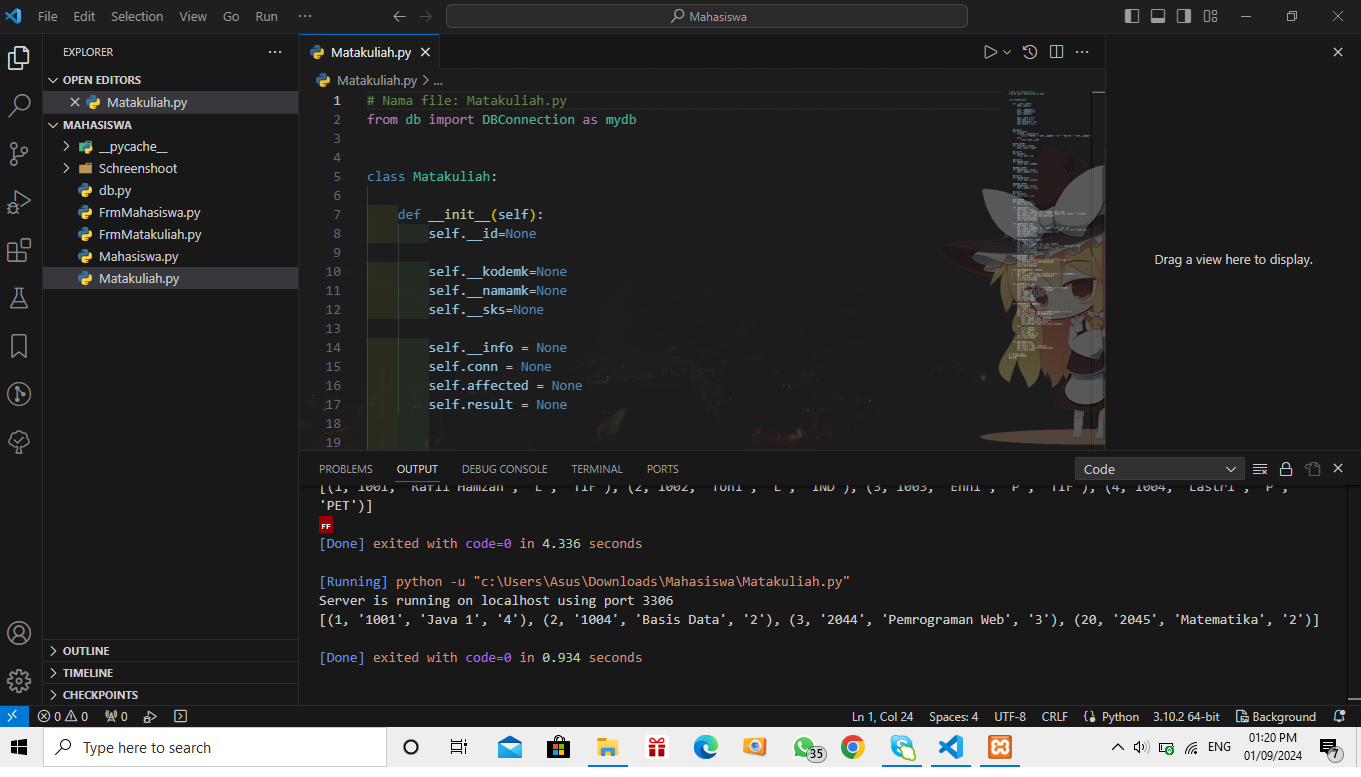 File Edit Selection View Go Run ···
Mahasiswa
EXPLORER
OPEN EDITORS
Matakuliah.py
MAHASISWA
__pycache__
Schreenshoot
db.py
FrmMahasiswa.py
FrmMatakuliah.py
Mahasiswa.py
Matakuliah.py
OUTLINE
TIMELINE
CHECKPOINTS
Matakuliah.py
Matakuliah.py > ...
1 # Nama file: Matakuliah.py
2 from db import DBConnection as mydb
3
4
5 class Matakuliah:
6
7 def __init__(self):
8 self.__id=None
9
10 self.__kodemk=None
11 self.__namamk=None
12 self.__sks=None
13
14 self.__info = None
15 self.conn = None
16 self.affected = None
17 self.result = None
18
19
Drag a view here to display.
PROBLEMS OUTPUT DEBUG CONSOLE TERMINAL PORTS
Code
[(1, 1001, 'Rafli Hamzah', 'L', 'TIF'), (2, 1002, 'Toni', 'L', 'IND'), (3, 1003, 'Enni', 'P', 'TIF'), (4, 1004, 'Lastri', 'P',
'PET')]
FF
[Done] exited with code=0 in 4.336 seconds
[Running] python -u "c:\Users\Asus\Downloads\Mahasiswa\Matakuliah.py"
Server is running on localhost using port 3306
[(1, '1001', 'Java 1', '4'), (2, '1004', 'Basis Data', '2'), (3, '2044', 'Pemrograman Web', '3'), (20, '2045', 'Matematika', '2')]
[Done] exited with code=0 in 0.934 seconds
0 0 0
Ln 1, Col 24 Spaces: 4 UTF-8 CRLF Python 3.10.2 64-bit Background
Type here to search
35
ENG
01:20 PM
01/09/2024
7